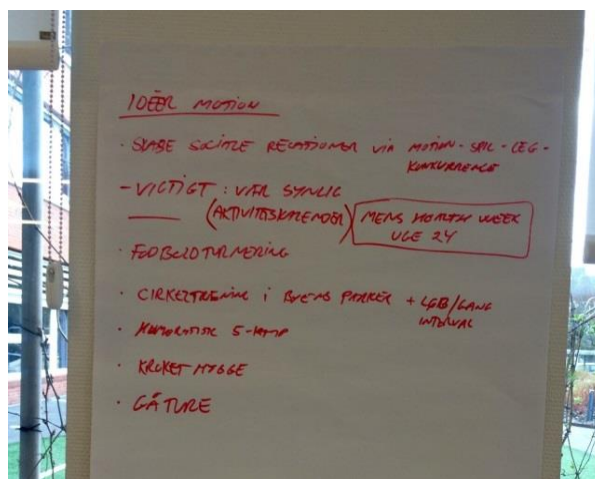 IDÉER MOTION
· SKABE SOCIALE RELATIONER VIA MOTION - SPIL - LEG -
KONKURRENCE
- VIGTIGT: VÆR SYNLIG
(AKTIVITETSKALENDER) MENS HEALTH WEEK
UGE 24
· FODBOLDTURNERING
· CIRKELTRÆNING I BYENS PARKER + LØB/GANG
INTERVAL
· HUMORISTISK 5-KAMP
· KROKET HYGGE
· GÅTURE